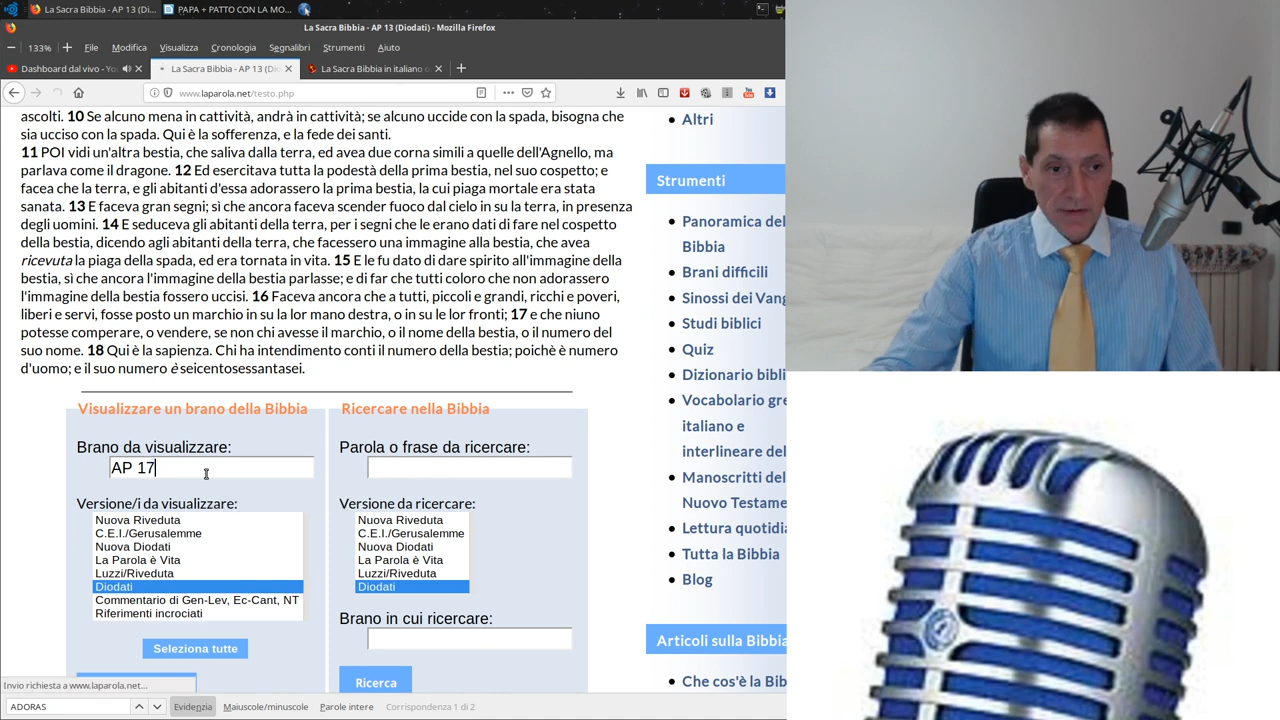 La Sacra Bibbia - AP 13 (Di...
PAPA + PATTO CON LA MO...
La Sacra Bibbia - AP 13 (Diodati) - Mozilla Firefox
133%
File
Modifica
Visualizza
Cronologia
Segnalibri
Strumenti
Aiuto
Dashboard dal vivo - Yo
La Sacra Bibbia - AP 13 (Dio
La Sacra Bibbia in italiano o
www.laparola.net/testo.php
ascolti. 10 Se alcuno mena in cattività, andrà in cattività; se alcuno uccide con la spada, bisogna che
sia ucciso con la spada. Qui è la sofferenza, e la fede dei santi.
11 POI vidi un'altra bestia, che saliva dalla terra, ed avea due corna simili a quelle dell'Agnello, ma
parlava come il dragone. 12 Ed esercitava tutta la podestà della prima bestia, nel suo cospetto; e
facea che la terra, e gli abitanti d'essa adorassero la prima bestia, la cui piaga mortale era stata
sanata. 13 E faceva gran segni; sì che ancora faceva scender fuoco dal cielo in su la terra, in presenza
degli uomini. 14 E seduceva gli abitanti della terra, per i segni che le erano dati di fare nel cospetto
della bestia, dicendo agli abitanti della terra, che facessero una immagine alla bestia, che avea
ricevuta la piaga della spada, ed era tornata in vita. 15 E le fu dato di dare spirito all'immagine della
bestia, sì che ancora l'immagine della bestia parlasse; e di far che tutti coloro che non adorassero
l'immagine della bestia fossero uccisi. 16 Faceva ancora che a tutti, piccoli e grandi, ricchi e poveri,
liberi e servi, fosse posto un marchio in su la lor mano destra, o in su le lor fronti; 17 e che niuno
potesse comperare, o vendere, se non chi avesse il marchio, o il nome della bestia, o il numero del
suo nome. 18 Qui è la sapienza. Chi ha intendimento conti il numero della bestia; poichè è numero
d'uomo; e il suo numero è seicentosessantasei.
Visualizzare un brano della Bibbia
Brano da visualizzare:
AP 17
Versione/i da visualizzare:
Nuova Riveduta
C.E.I./Gerusalemme
Nuova Diodati
La Parola è Vita
Luzzi/Riveduta
Diodati
Commentario di Gen-Lev, Ec-Cant, NT
Riferimenti incrociati
Seleziona tutte
Ricercare nella Bibbia
Parola o frase da ricercare:
Versione da ricercare:
Nuova Riveduta
C.E.I./Gerusalemme
Nuova Diodati
La Parola è Vita
Luzzi/Riveduta
Diodati
Brano in cui ricercare:
Ricerca
Altri
Strumenti
Panoramica del
Bibbia
Brani difficili
Sinossi dei Vang
Studi biblici
Quiz
Dizionario bibli
Vocabolario gre
italiano e
interlineare del
Manoscritti del
Nuovo Testame
Lettura quotidia
Tutta la Bibbia
Blog
Articoli sulla Bibbia
Che cos'è la Bib
Invio richiesta a www.laparola.net...
ADORAS
Evidenzia
Maiuscole/minuscole
Parole intere
Corrispondenza 1 di 2